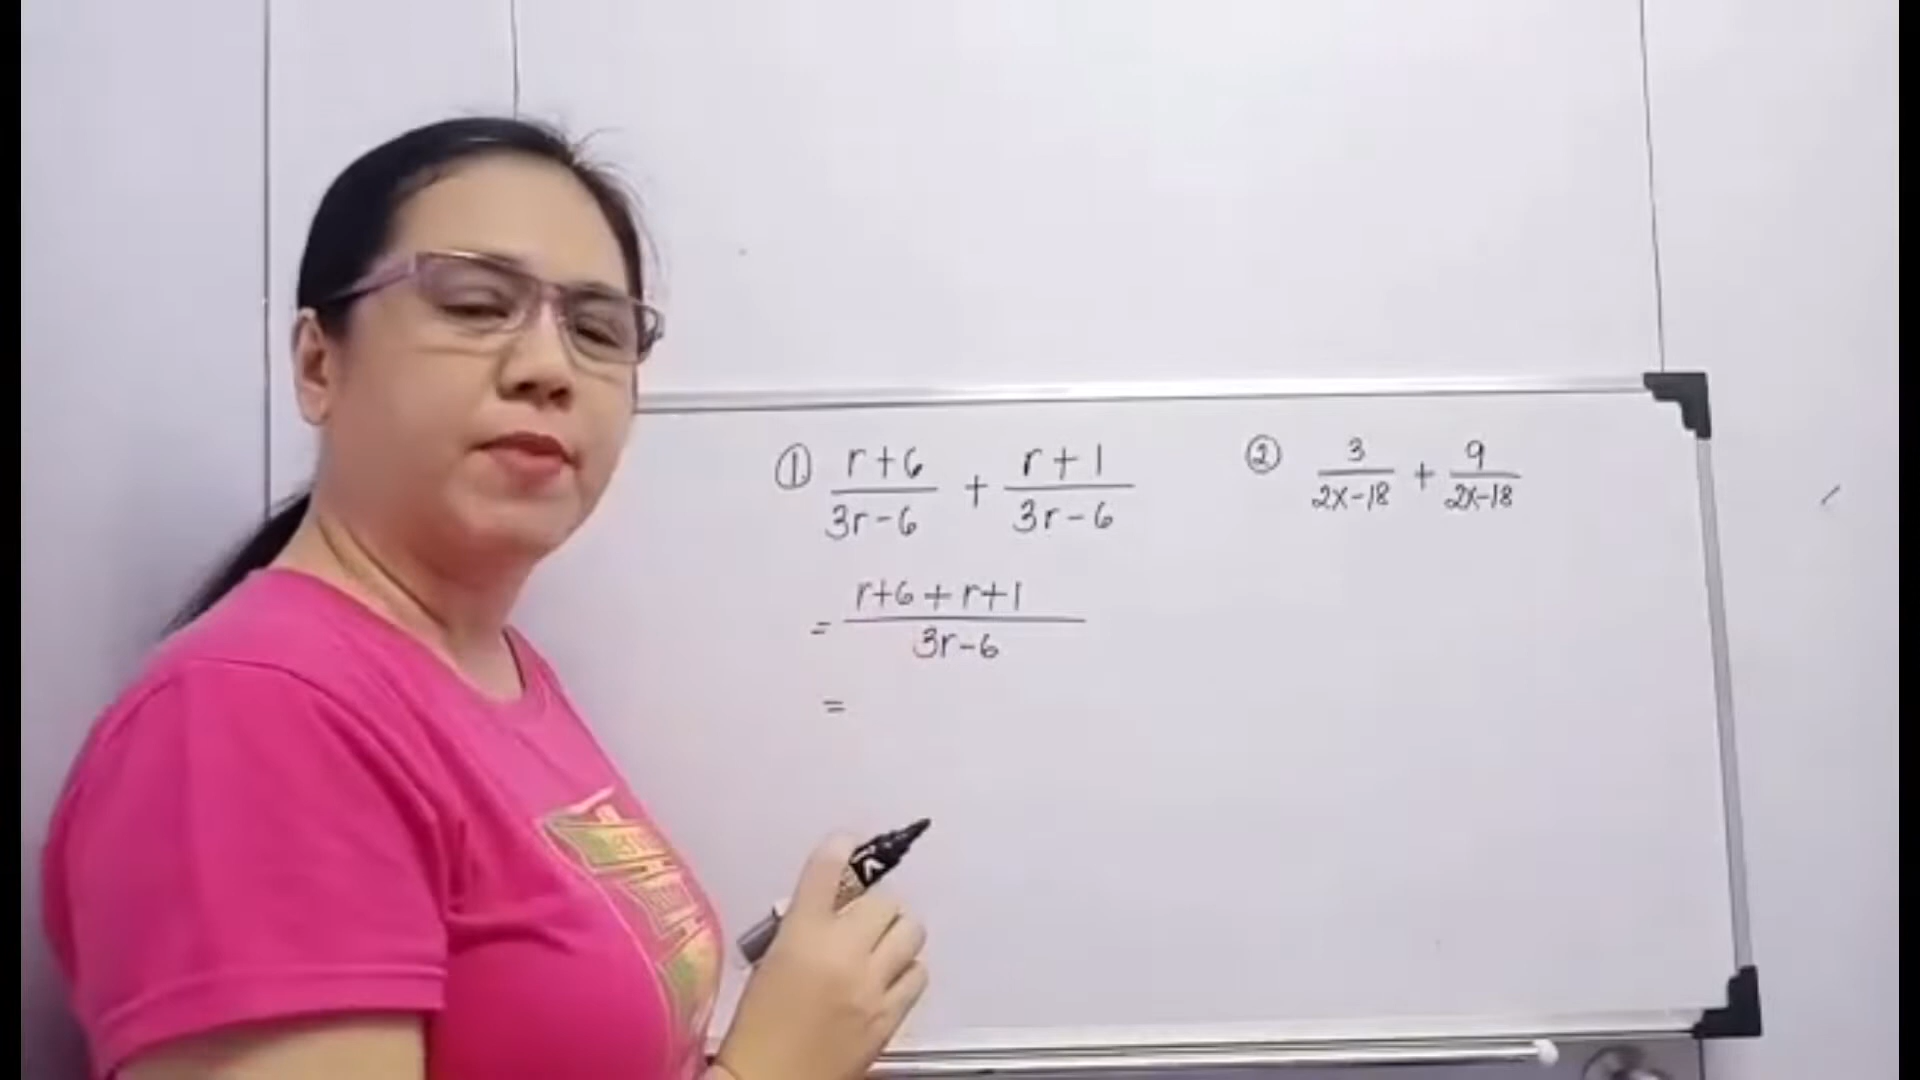 ① r+6/3r-6 + r+1/3r-6
= r+6+r+1/3r-6
=
② 3/2x-18 + 9/2x-18